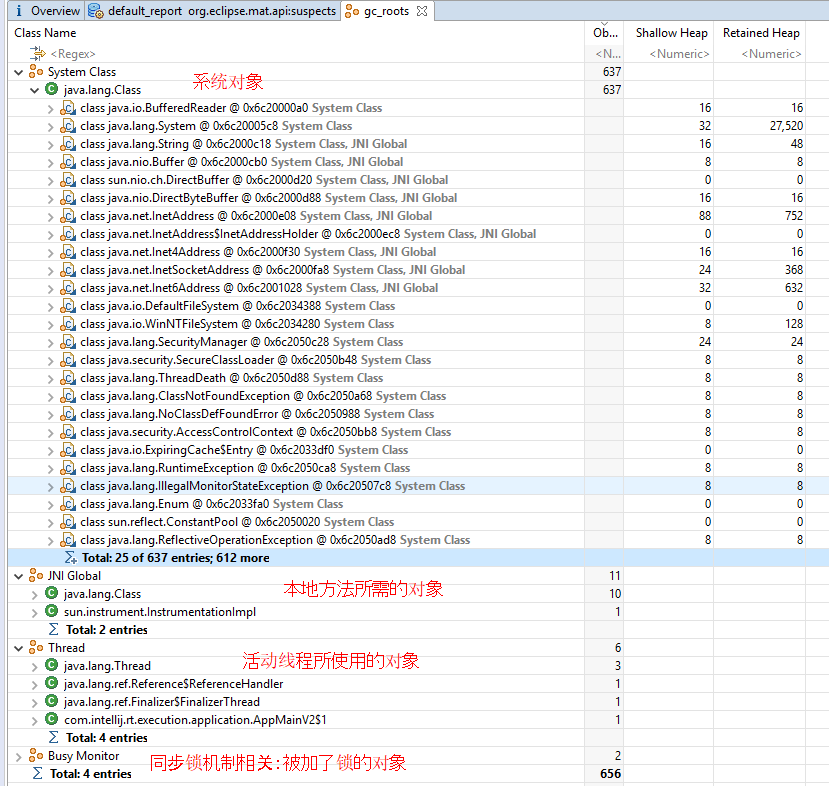 Overview default_report org.eclipse.mat.api:suspects gc_roots
Class Name Ob... Shallow Heap Retained Heap
<Regex> <N... <Numeric> <Numeric>
System Class 637
系统对象
java.lang.Class 637
class java.io.BufferedReader @ 0x6c20000a0 System Class 16 16
class java.lang.System @ 0x6c20005c8 System Class 32 27,520
class java.lang.String @ 0x6c2000c18 System Class, JNI Global 16 48
class java.nio.Buffer @ 0x6c2000cb0 System Class, JNI Global 8 8
class sun.nio.ch.DirectBuffer @ 0x6c2000d20 System Class, JNI Global 0 0
class java.nio.DirectByteBuffer @ 0x6c2000d88 System Class, JNI Global 16 16
class java.net.InetAddress @ 0x6c2000e08 System Class, JNI Global 88 752
class java.net.InetAddress$InetAddressHolder @ 0x6c2000ec8 System Class, JNI Global 0 0
class java.net.Inet4Address @ 0x6c2000f30 System Class, JNI Global 16 16
class java.net.InetSocketAddress @ 0x6c2000fa8 System Class, JNI Global 24 368
class java.net.Inet6Address @ 0x6c2001028 System Class, JNI Global 32 632
class java.io.DefaultFileSystem @ 0x6c2034388 System Class 0 0
class java.io.WinNTFileSystem @ 0x6c2034280 System Class 8 128
class java.lang.SecurityManager @ 0x6c2050c28 System Class 24 24
class java.security.SecureClassLoader @ 0x6c2050b48 System Class 8 8
class java.lang.ThreadDeath @ 0x6c2050d88 System Class 8 8
class java.lang.ClassNotFoundException @ 0x6c2050a68 System Class 8 8
class java.lang.NoClassDefFoundError @ 0x6c2050988 System Class 8 8
class java.security.AccessControlContext @ 0x6c2050bb8 System Class 8 8
class java.io.ExpiringCache$Entry @ 0x6c2033df0 System Class 0 0
class java.lang.RuntimeException @ 0x6c2050ca8 System Class 8 8
class java.lang.IllegalMonitorStateException @ 0x6c20507c8 System Class 8 8
class java.lang.Enum @ 0x6c2033fa0 System Class 0 0
class sun.reflect.ConstantPool @ 0x6c2050020 System Class 0 0
class java.lang.ReflectiveOperationException @ 0x6c2050ad8 System Class 8 8
Total: 25 of 637 entries; 612 more
JNI Global 11
本地方法所需的对象
java.lang.Class 10
sun.instrument.InstrumentationImpl 1
Total: 2 entries
Thread 6
活动线程所使用的对象
java.lang.Thread 3
java.lang.ref.Reference$ReferenceHandler 1
java.lang.ref.Finalizer$FinalizerThread 1
com.intellij.rt.execution.application.AppMainV2$1 1
Total: 4 entries
Busy Monitor 2
同步锁机制相关:被加了锁的对象
Total: 4 entries 656